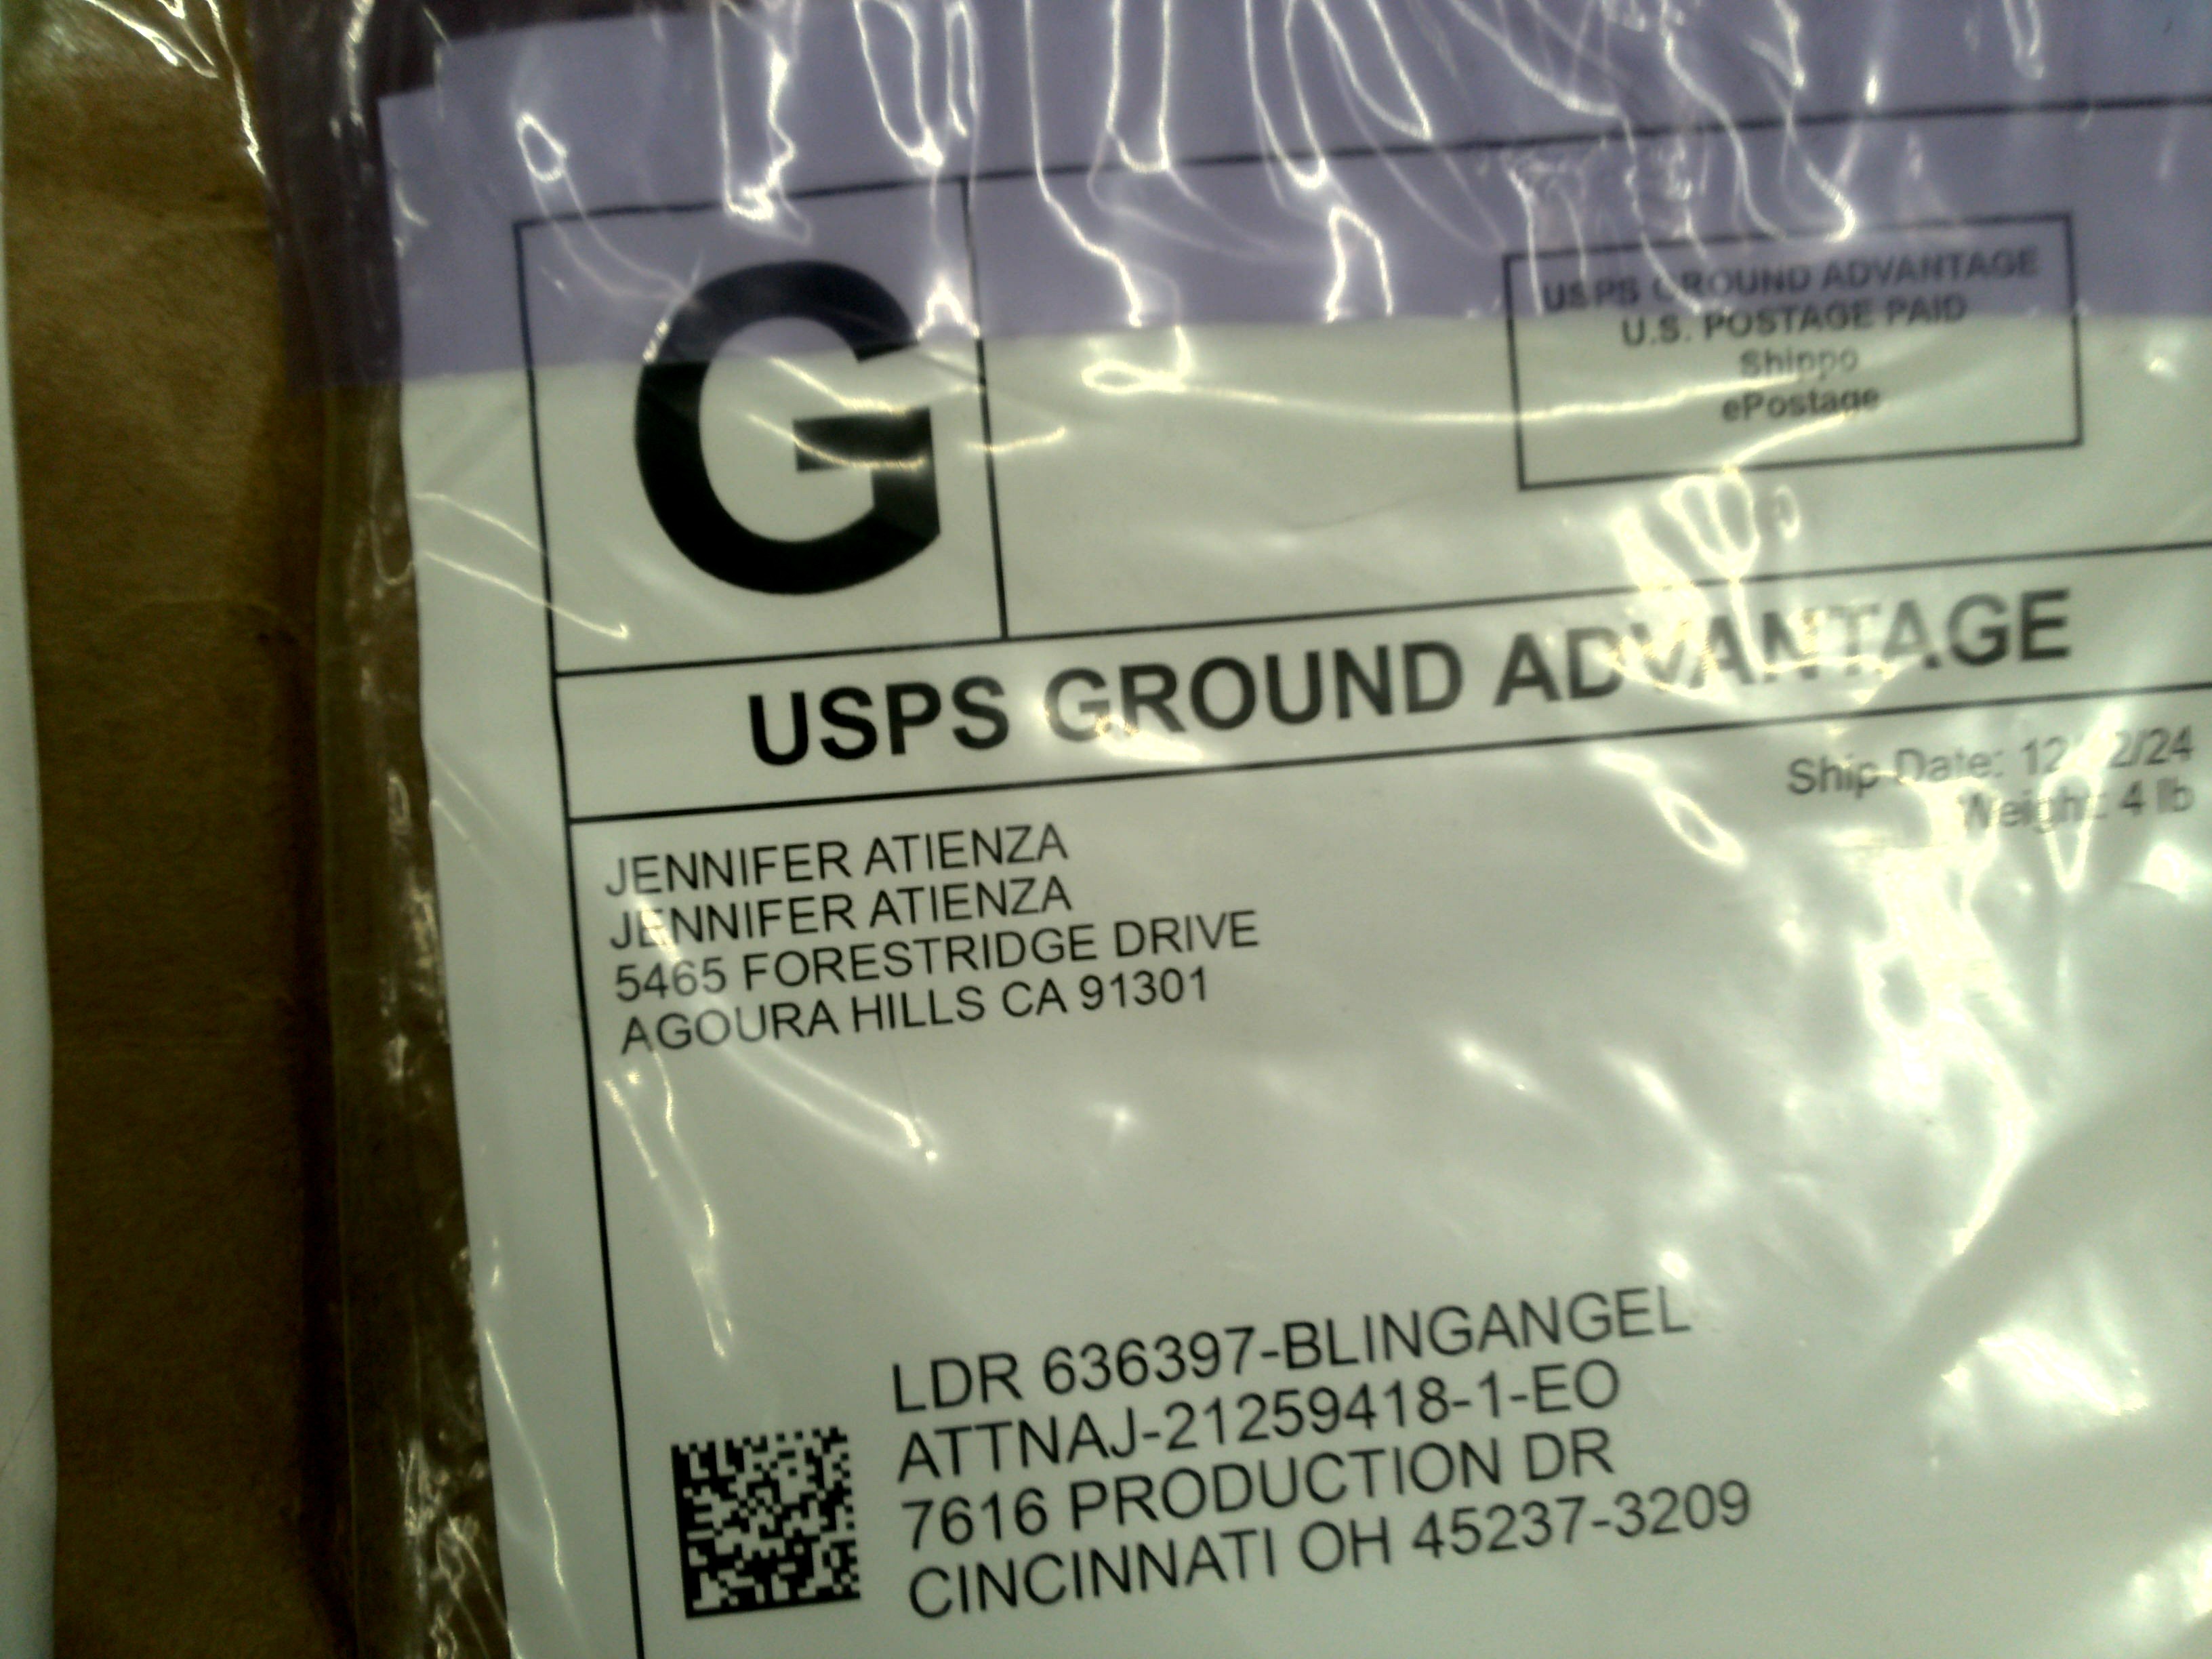 G
USPS GROUND ADVANTAGE
U.S. POSTAGE PAID
Shippo
ePostage
USPS GROUND ADVANTAGE
Ship Date:
Weight: 4 lb
JENNIFER ATIENZA
JENNIFER ATIENZA
5465 FORESTRIDGE DRIVE
AGOURA HILLS CA 91301
LDR 636397-BLINGANGEL
ATTNAJ-21259418-1-EO
7616 PRODUCTION DR
CINCINNATI OH 45237-3209